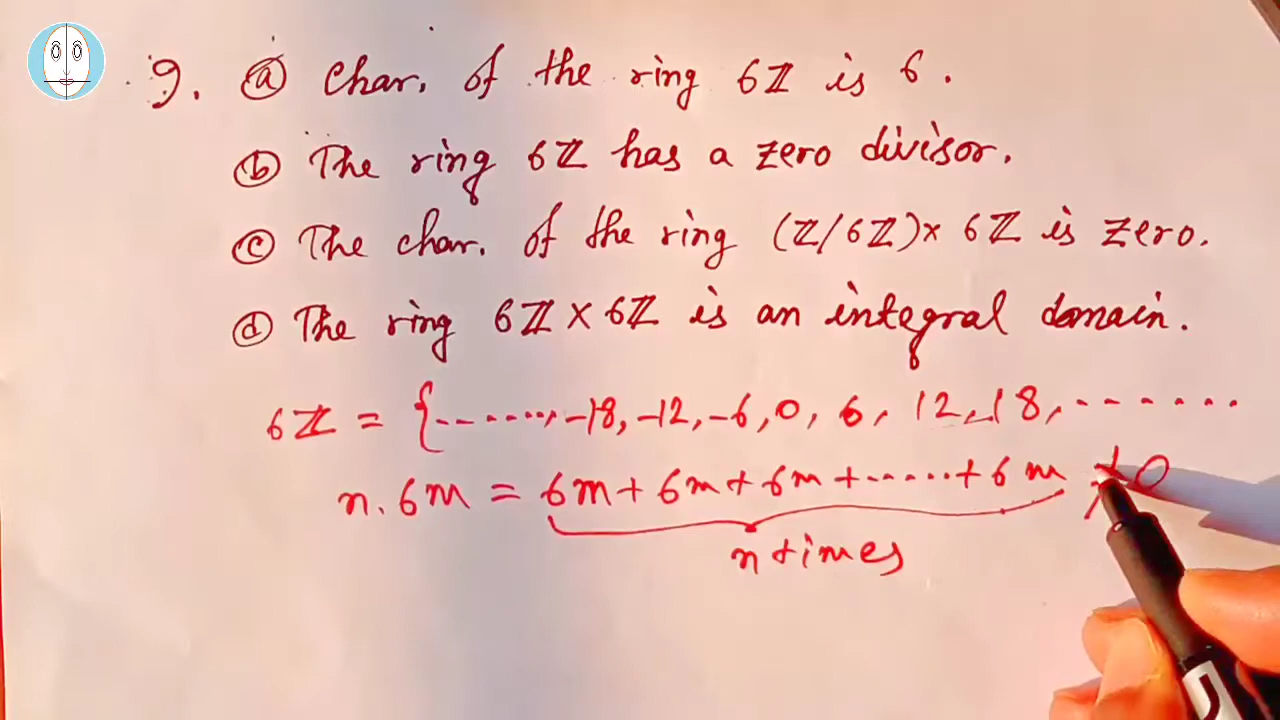 9. (a) Char. of the ring 6ℤ is 6.
(b) The ring 6ℤ has a zero divisor.
(c) The char. of the ring (ℤ/6ℤ)× 6ℤ is zero.
(d) The ring 6ℤ × 6ℤ is an integral domain.
6ℤ = {......., -18, -12, -6, 0, 6, 12, 18, .......
n. 6m = 6m + 6m + 6m + ...... + 6m ≠ 0
n times